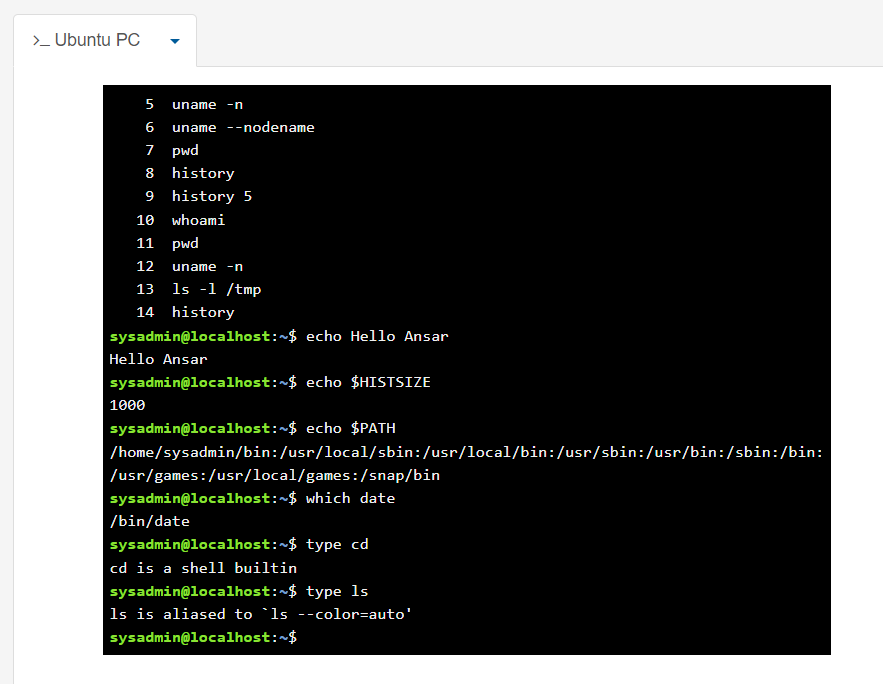 >_ Ubuntu PC
5 uname -n
6 uname --nodename
7 pwd
8 history
9 history 5
10 whoami
11 pwd
12 uname -n
13 ls -l /tmp
14 history
sysadmin@localhost:~$ echo Hello Ansar
Hello Ansar
sysadmin@localhost:~$ echo $HISTSIZE
1000
sysadmin@localhost:~$ echo $PATH
/home/sysadmin/bin:/usr/local/sbin:/usr/local/bin:/usr/sbin:/usr/bin:/sbin:/bin:
/usr/games:/usr/local/games:/snap/bin
sysadmin@localhost:~$ which date
/bin/date
sysadmin@localhost:~$ type cd
cd is a shell builtin
sysadmin@localhost:~$ type ls
ls is aliased to `ls --color=auto'
sysadmin@localhost:~$